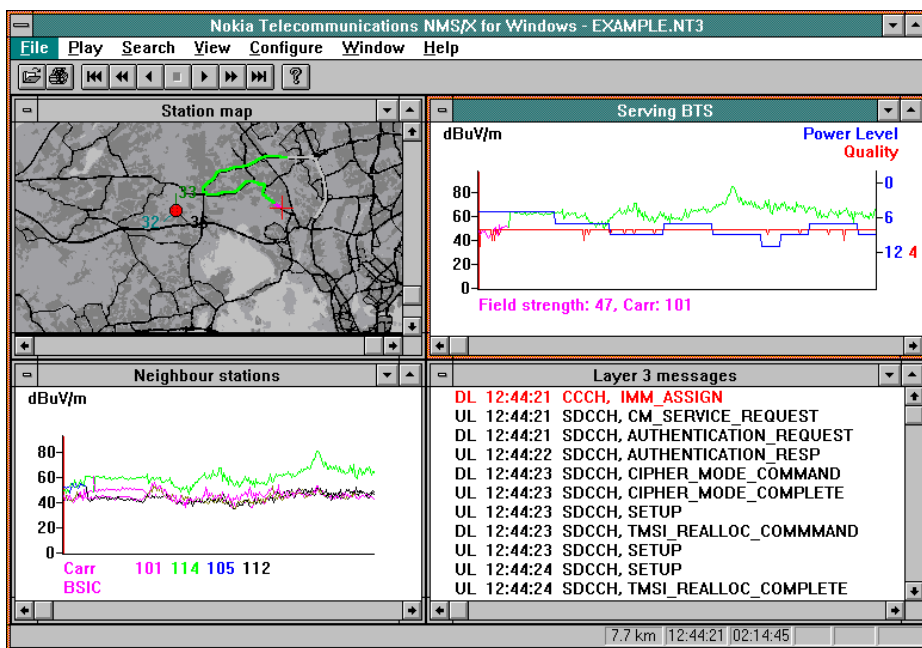 Nokia Telecommunications NMS/X for Windows - EXAMPLE.NT3
File Play Search View Configure Window Help
Station map
33
32
36
Serving BTS
dBuV/m
Power Level
Quality
80
60
40
20
0
0
6
12 4
Field strength: 47, Carr: 101
Neighbour stations
dBuV/m
80
60
40
20
0
Carr 101 114 105 112
BSIC
Layer 3 messages
DL 12:44:21 CCCH, IMM_ASSIGN
UL 12:44:21 SDCCH, CM_SERVICE_REQUEST
DL 12:44:21 SDCCH, AUTHENTICATION_REQUEST
UL 12:44:22 SDCCH, AUTHENTICATION_RESP
DL 12:44:23 SDCCH, CIPHER_MODE_COMMAND
UL 12:44:23 SDCCH, CIPHER_MODE_COMPLETE
UL 12:44:23 SDCCH, SETUP
DL 12:44:23 SDCCH, TMSI_REALLOC_COMMMAND
UL 12:44:23 SDCCH, SETUP
UL 12:44:24 SDCCH, SETUP
UL 12:44:24 SDCCH, TMSI_REALLOC_COMPLETE
7.7 km 12:44:21 02:14:45